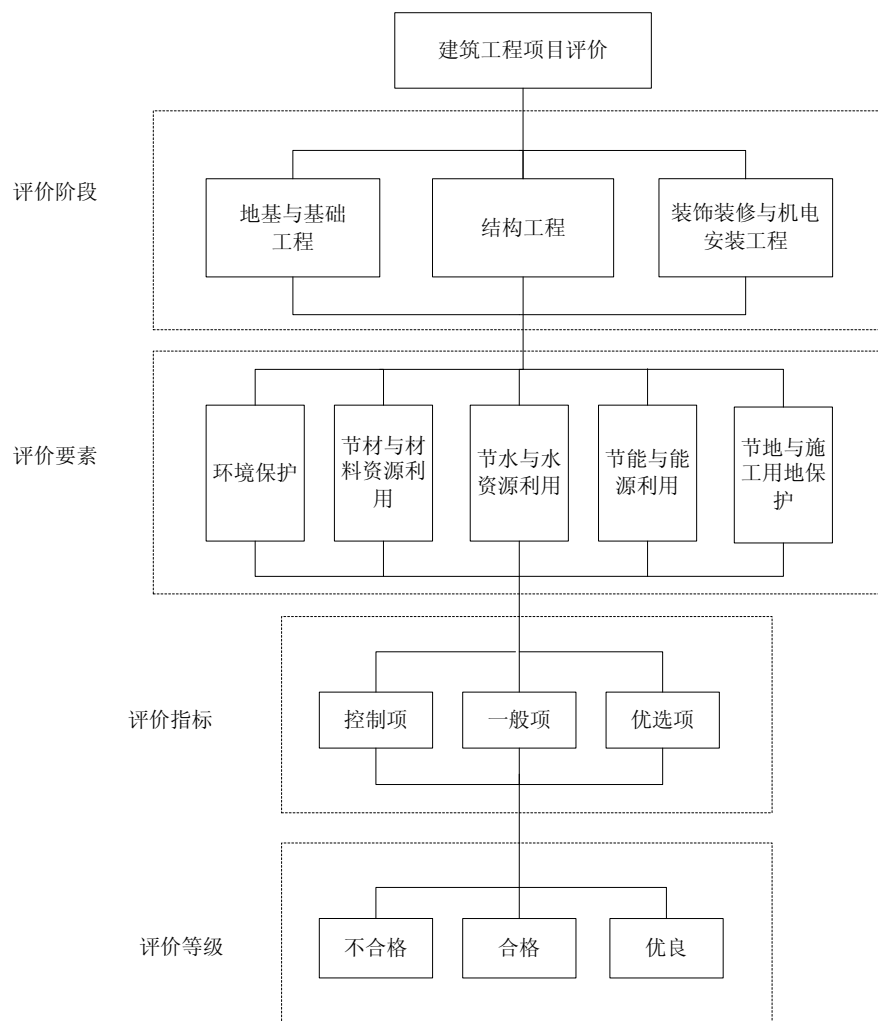 建筑工程项目评价
评价阶段
地基与基础
工程
结构工程
装饰装修与机电
安装工程
评价要素
环境保护
节材与材
料资源利
用
节水与水
资源利用
节能与能
源利用
节地与施
工用地保
护
评价指标
控制项
一般项
优选项
评价等级
不合格
合格
优良